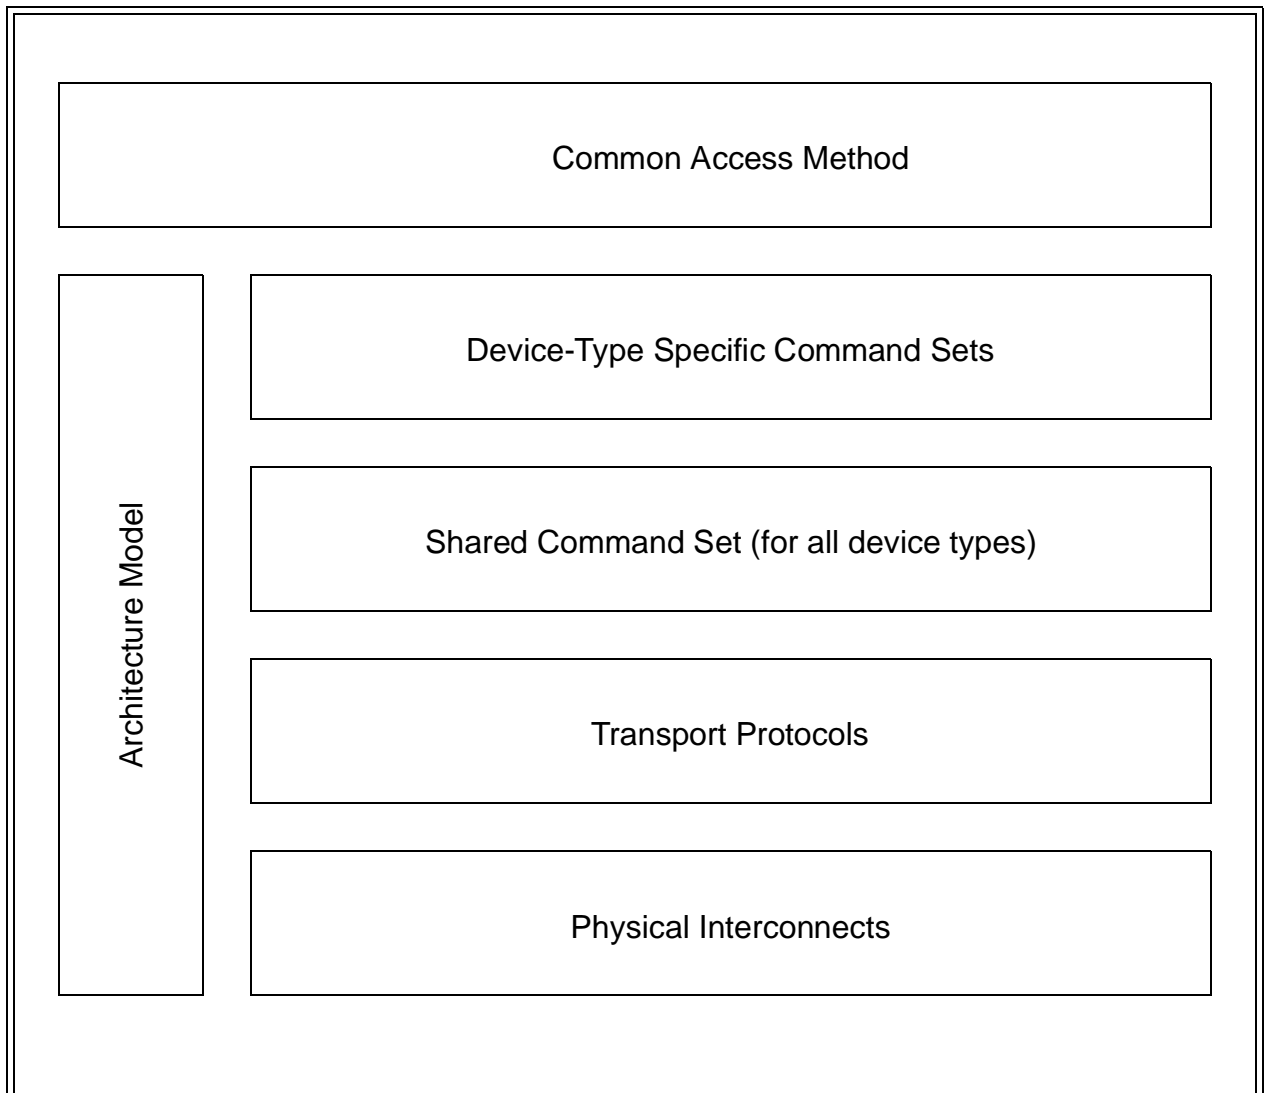 Common Access Method
Device-Type Specific Command Sets
Architecture Model
Shared Command Set (for all device types)
Transport Protocols
Physical Interconnects